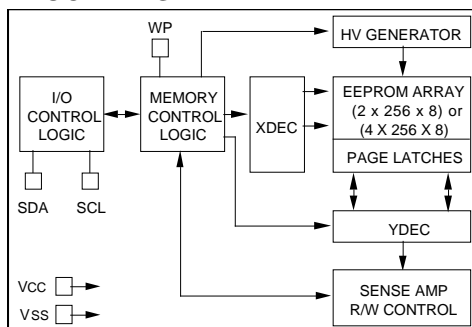 WP
HV GENERATOR
I/O
CONTROL
LOGIC
MEMORY
CONTROL
LOGIC
XDEC
EEPROM ARRAY
(2 x 256 x 8) or
(4 X 256 X 8)
PAGE LATCHES
SDA
SCL
YDEC
VCC
VSS
SENSE AMP
R/W CONTROL